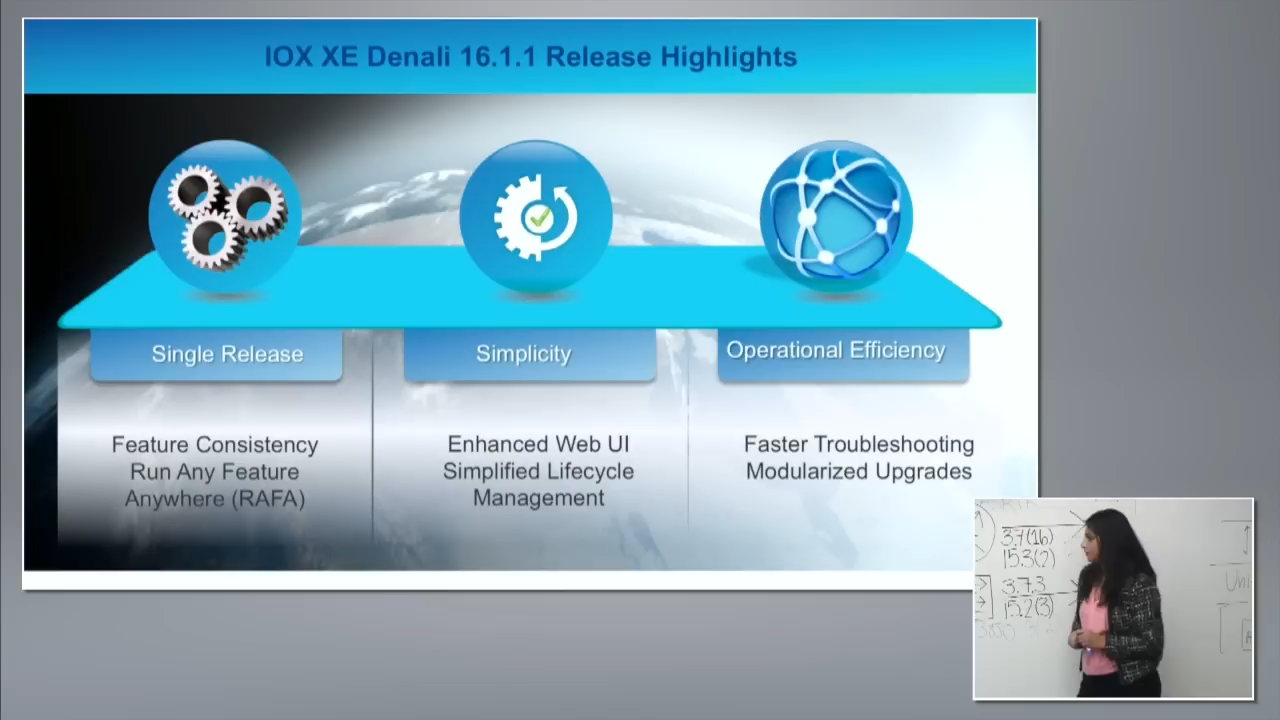 IOX XE Denali 16.1.1 Release Highlights
Single Release
Simplicity
Operational Efficiency
Feature Consistency
Run Any Feature
Anywhere (RAFA)
Enhanced Web UI
Simplified Lifecycle
Management
Faster Troubleshooting
Modularized Upgrades
3.7(1b)
15.3(2)
3.7.3
15.2(3)
3850